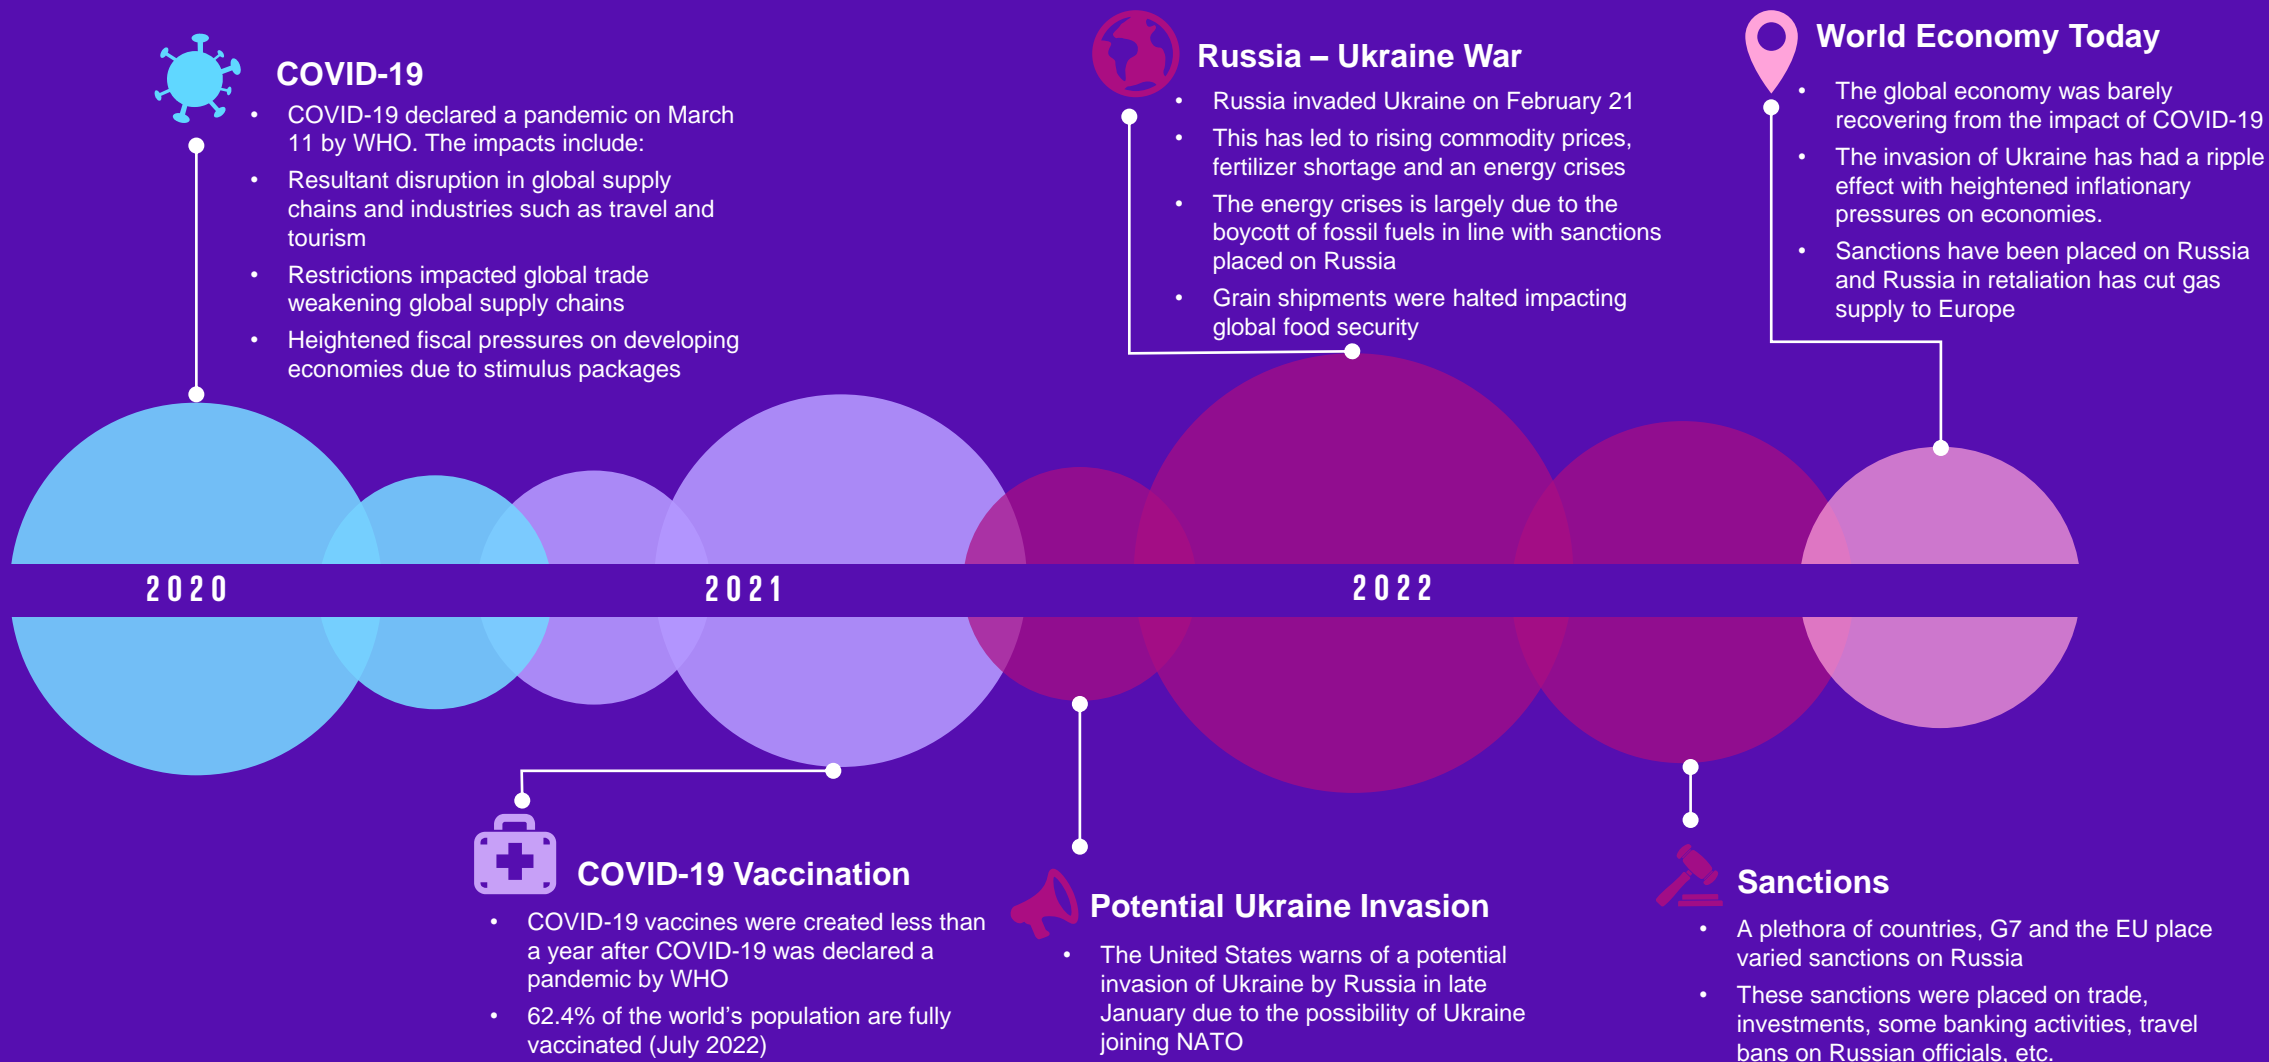 COVID-19
• COVID-19 declared a pandemic on March
11 by WHO. The impacts include:
• Resultant disruption in global supply
chains and industries such as travel and
tourism
• Restrictions impacted global trade
weakening global supply chains
• Heightened fiscal pressures on developing
economies due to stimulus packages
Russia – Ukraine War
• Russia invaded Ukraine on February 21
• This has led to rising commodity prices,
fertilizer shortage and an energy crises
• The energy crises is largely due to the
boycott of fossil fuels in line with sanctions
placed on Russia
• Grain shipments were halted impacting
global food security
World Economy Today
• The global economy was barely
recovering from the impact of COVID-19
• The invasion of Ukraine has had a ripple
effect with heightened inflationary
pressures on economies.
• Sanctions have been placed on Russia
and Russia in retaliation has cut gas
supply to Europe
2020
2021
2022
COVID-19 Vaccination
• COVID-19 vaccines were created less than
a year after COVID-19 was declared a
pandemic by WHO
• 62.4% of the world's population are fully
vaccinated (July 2022)
Potential Ukraine Invasion
• The United States warns of a potential
invasion of Ukraine by Russia in late
January due to the possibility of Ukraine
joining NATO
Sanctions
• A plethora of countries, G7 and the EU place
varied sanctions on Russia
• These sanctions were placed on trade,
investments, some banking activities, travel
bans on Russian officials, etc.